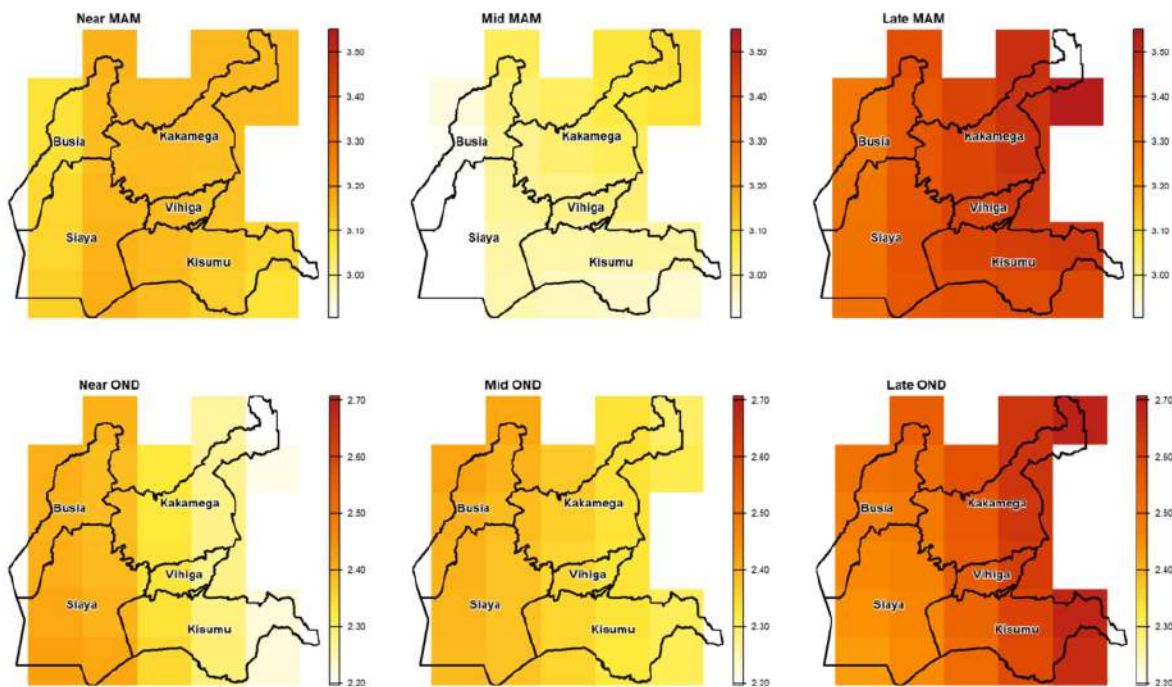 Near MAM
Mid MAM
Late MAM
Busia
Kakamega
Vihiga
Siaya
Kisumu
3.50
3.40
3.30
3.20
3.10
3.00
Busia
Kakamega
Vihiga
Siaya
Kisumu
3.50
3.40
3.30
3.20
3.10
3.00
Busia
Kakamega
Vihiga
Siaya
Kisumu
3.50
3.40
3.30
3.20
3.10
3.00
Near OND
Mid OND
Late OND
Busia
Kakamega
Vihiga
Siaya
Kisumu
2.70
2.60
2.50
2.40
2.30
2.20
Busia
Kakamega
Vihiga
Siaya
Kisumu
2.70
2.60
2.50
2.40
2.30
2.20
Busia
Kakamega
Vihiga
Siaya
Kisumu
2.70
2.60
2.50
2.40
2.30
2.20